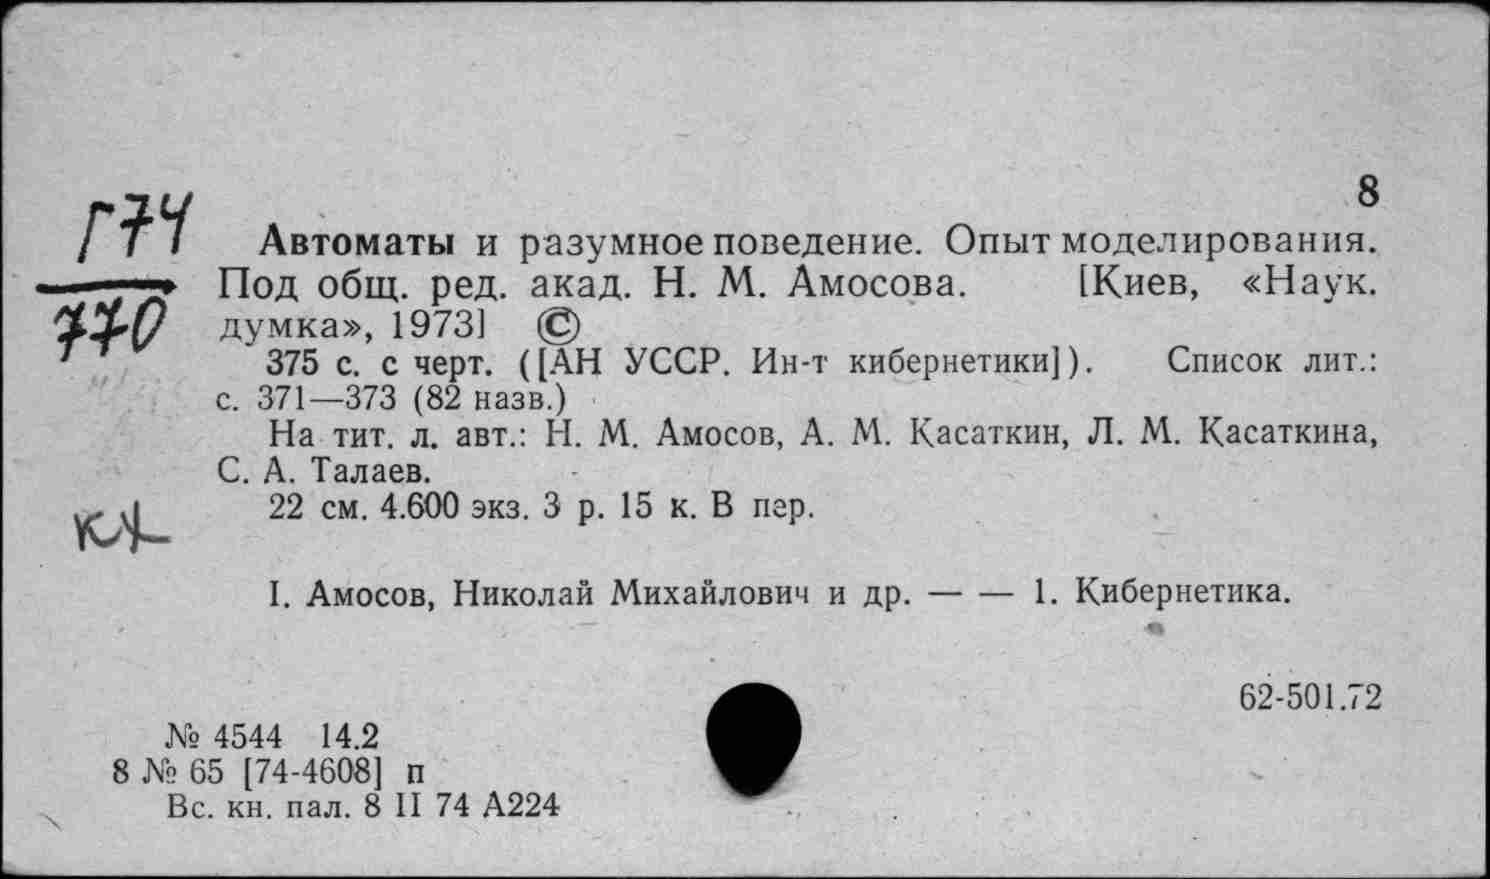 8
Г74
Автоматы и разумное поведение. Опыт моделирования.
Под общ. ред. акад. Н. М. Амосова. [Киев, «Наук.
770
думка», 1973] ©
375 с. с черт. ([АН УССР. Ин-т кибернетики]). Список лит.:
с. 371—373 (82 назв.)
На тит. л. авт.: Н. М. Амосов, А. М. Касаткин, Л. М. Касаткина,
С. А. Талаев.
22 см. 4.600 экз. 3 р. 15 к. В пер.
I. Амосов, Николай Михайлович и др. — — 1. Кибернетика.
62-501.72
№ 4544 14.2
8 № 65 [74-4608] п
Вс. кн. пал. 8 II 74 А224